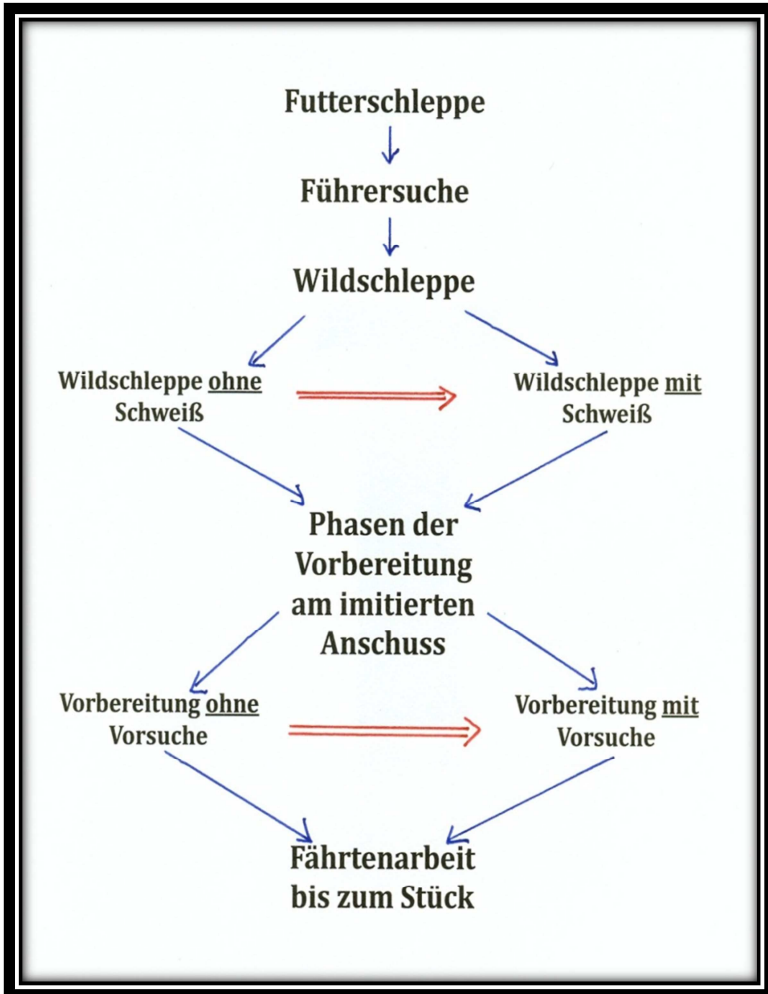 Futterschleppe
Führersuche
Wildschleppe
Wildschleppe ohne
Schweiß
Wildschleppe mit
Schweiß
Phasen der
Vorbereitung
am imitierten
Anschuss
Vorbereitung ohne
Vorsuche
Vorbereitung mit
Vorsuche
Fährtenarbeit
bis zum Stück